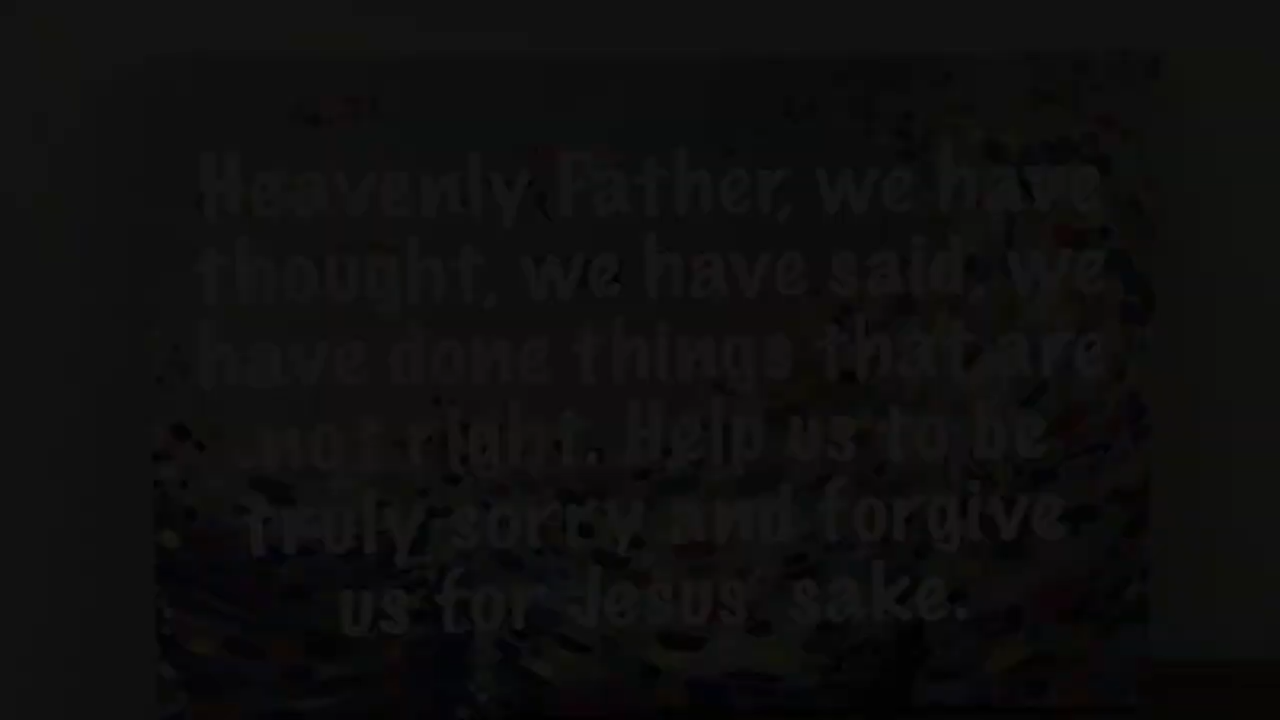 Heavenly Father, we have
thought, we have said, we
have done things that are
not right. Help us to be
truly sorry and forgive
us for Jesus' sake.